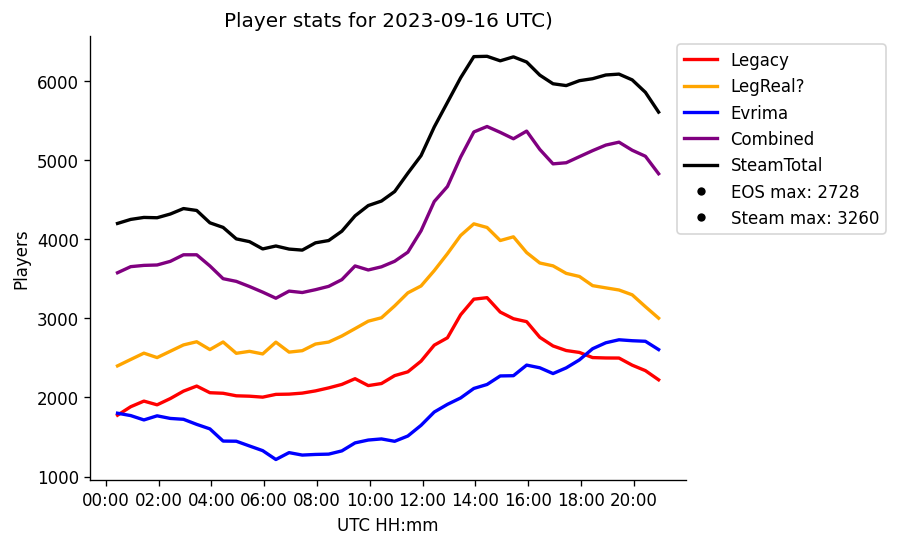 Player stats for 2023-09-16 UTC)
Legacy
LegReal?
Evrima
Combined
SteamTotal
EOS max: 2728
Steam max: 3260
Players
6000
5000
4000
3000
2000
1000
00:00 02:00 04:00 06:00 08:00 10:00 12:00 14:00 16:00 18:00 20:00
UTC HH:mm